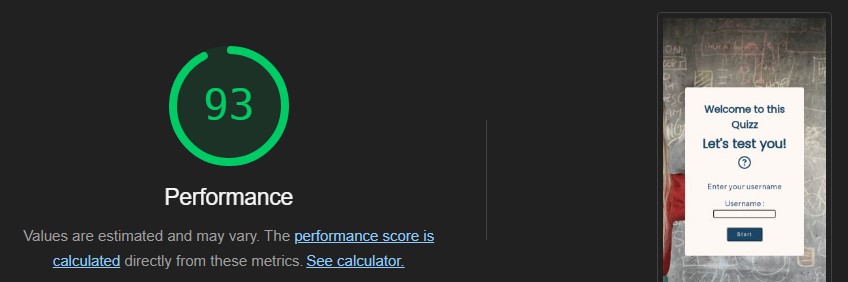 93
Performance
Values are estimated and may vary. The performance score is
calculated directly from these metrics. See calculator.
Welcome to this
Quizz
Let's test you!
?
Enter your username
Username :
Start